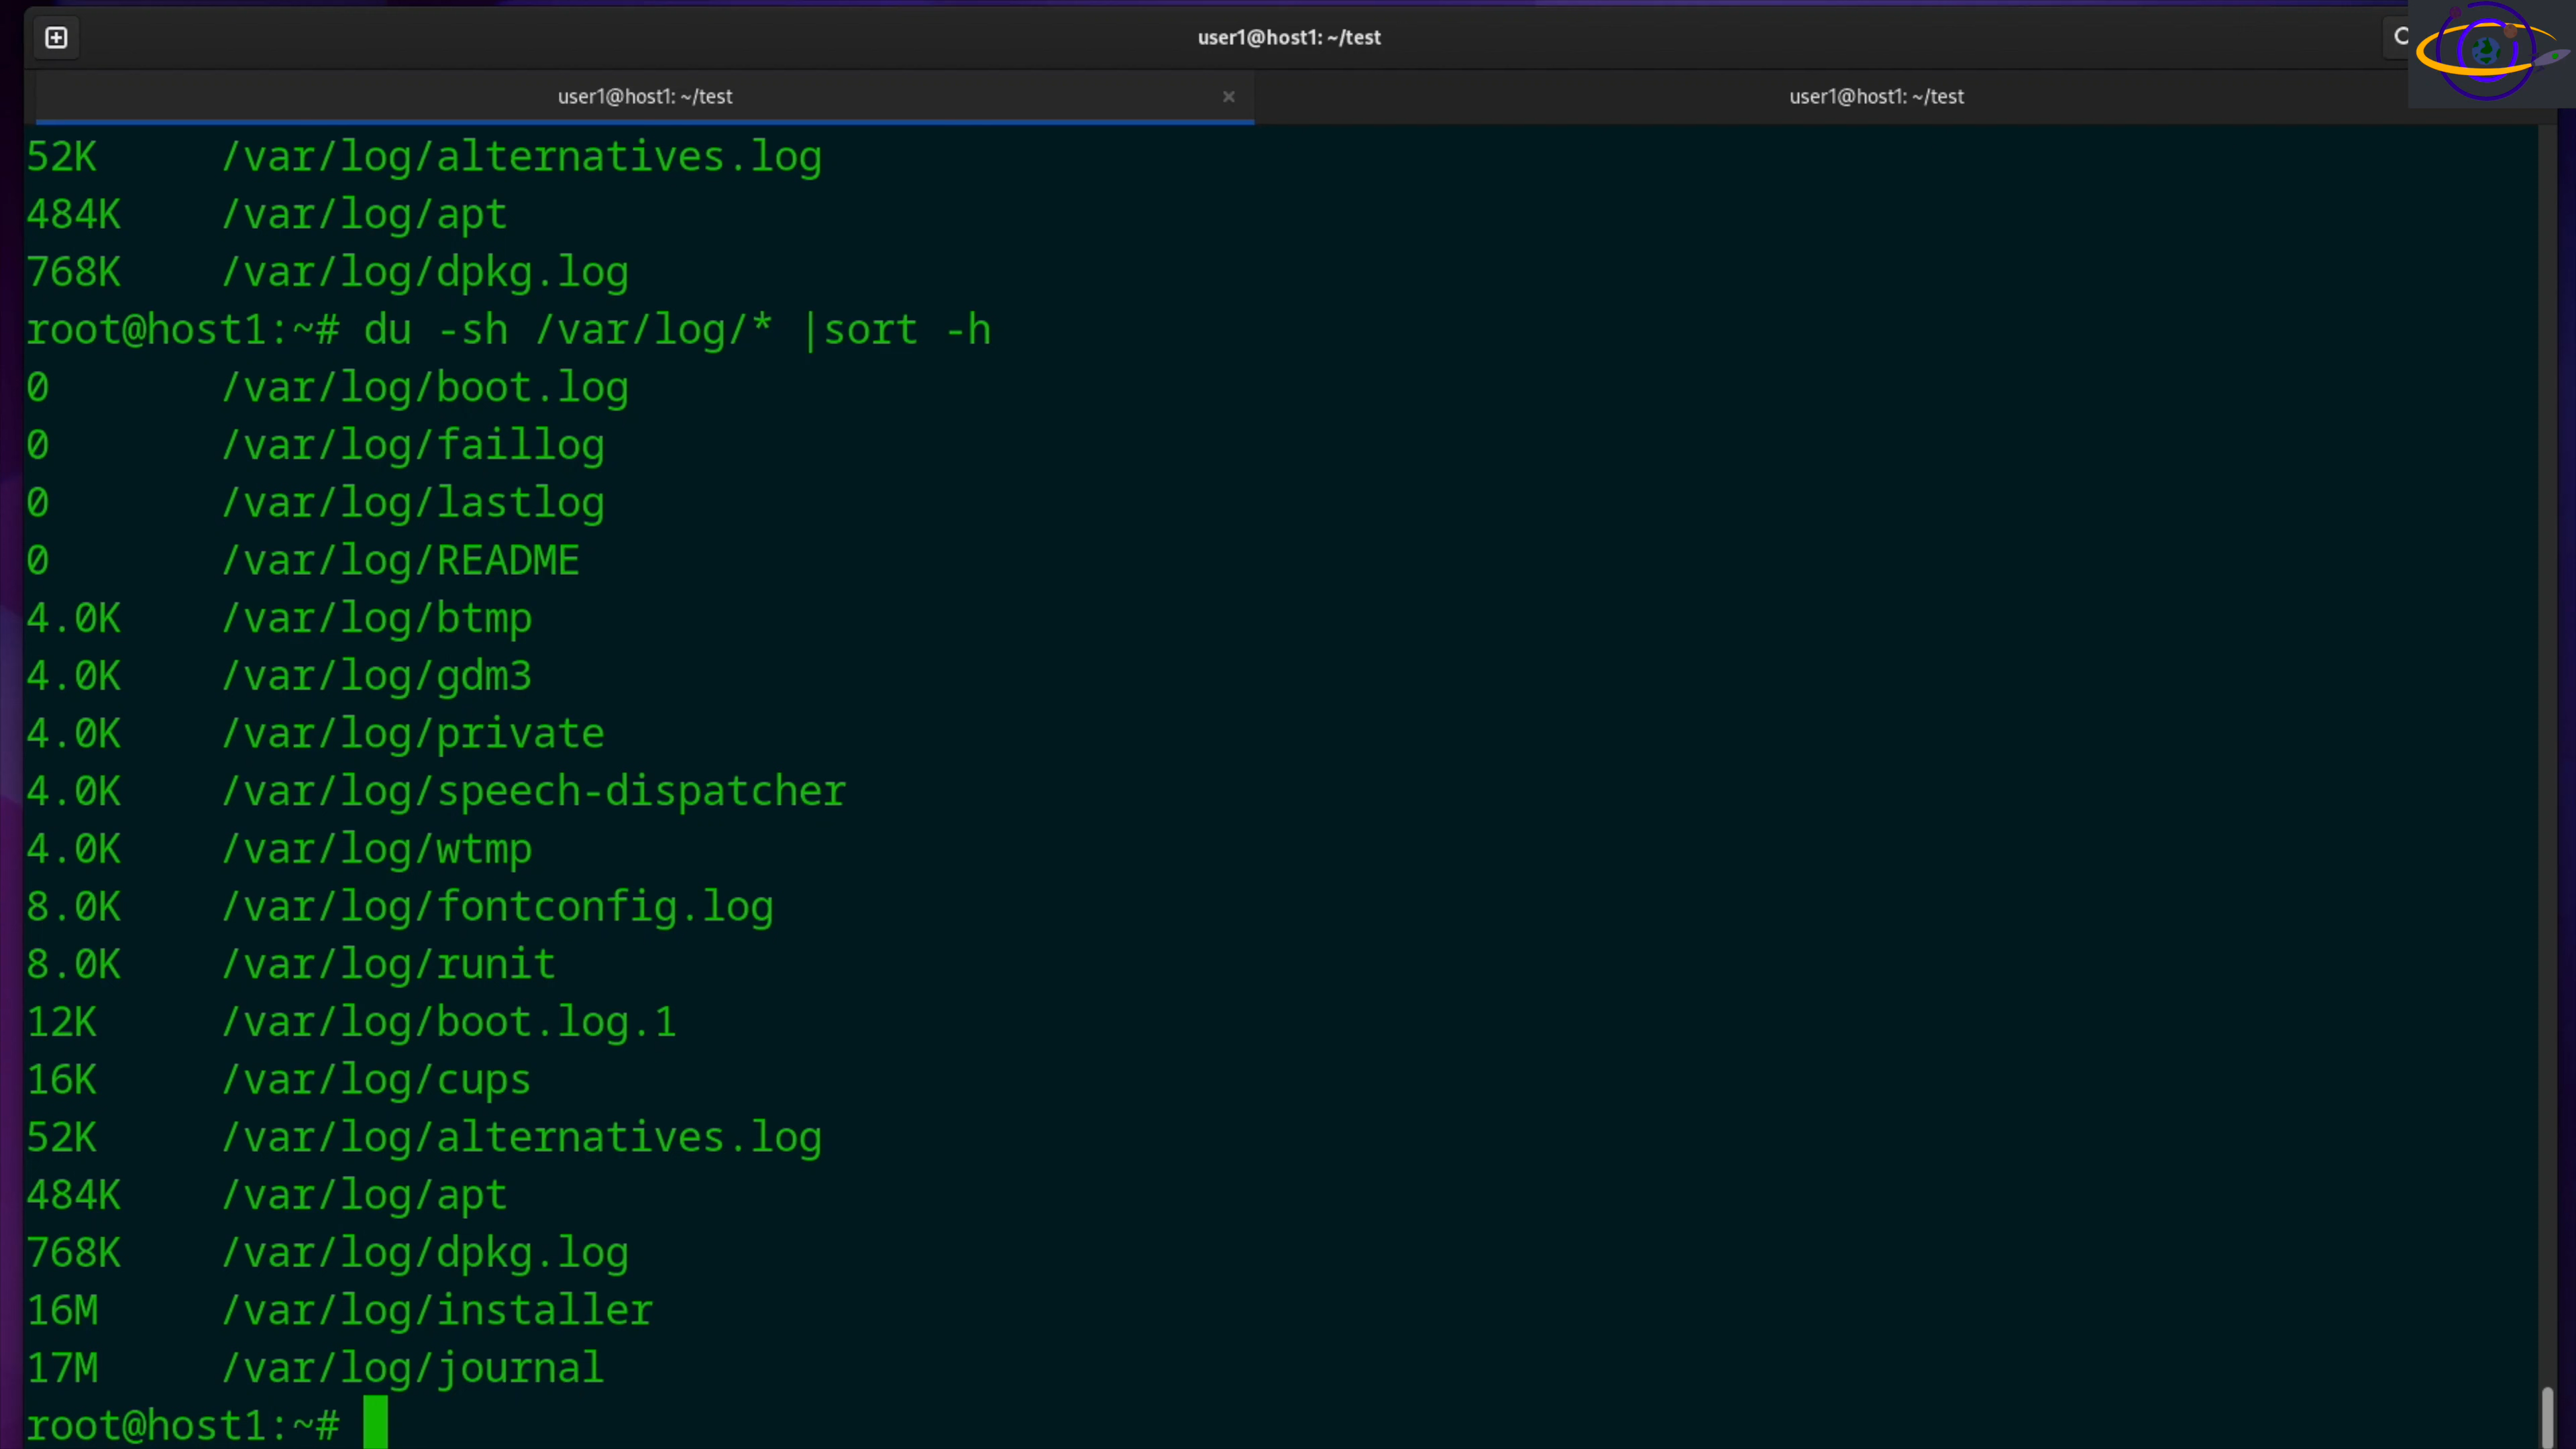 user1@host1: ~/test
user1@host1: ~/test × user1@host1: ~/test
52K /var/log/alternatives.log
484K /var/log/apt
768K /var/log/dpkg.log
root@host1:~# du -sh /var/log/* |sort -h
0 /var/log/boot.log
0 /var/log/faillog
0 /var/log/lastlog
0 /var/log/README
4.0K /var/log/btmp
4.0K /var/log/gdm3
4.0K /var/log/private
4.0K /var/log/speech-dispatcher
4.0K /var/log/wtmp
8.0K /var/log/fontconfig.log
8.0K /var/log/runit
12K /var/log/boot.log.1
16K /var/log/cups
52K /var/log/alternatives.log
484K /var/log/apt
768K /var/log/dpkg.log
16M /var/log/installer
17M /var/log/journal
root@host1:~#